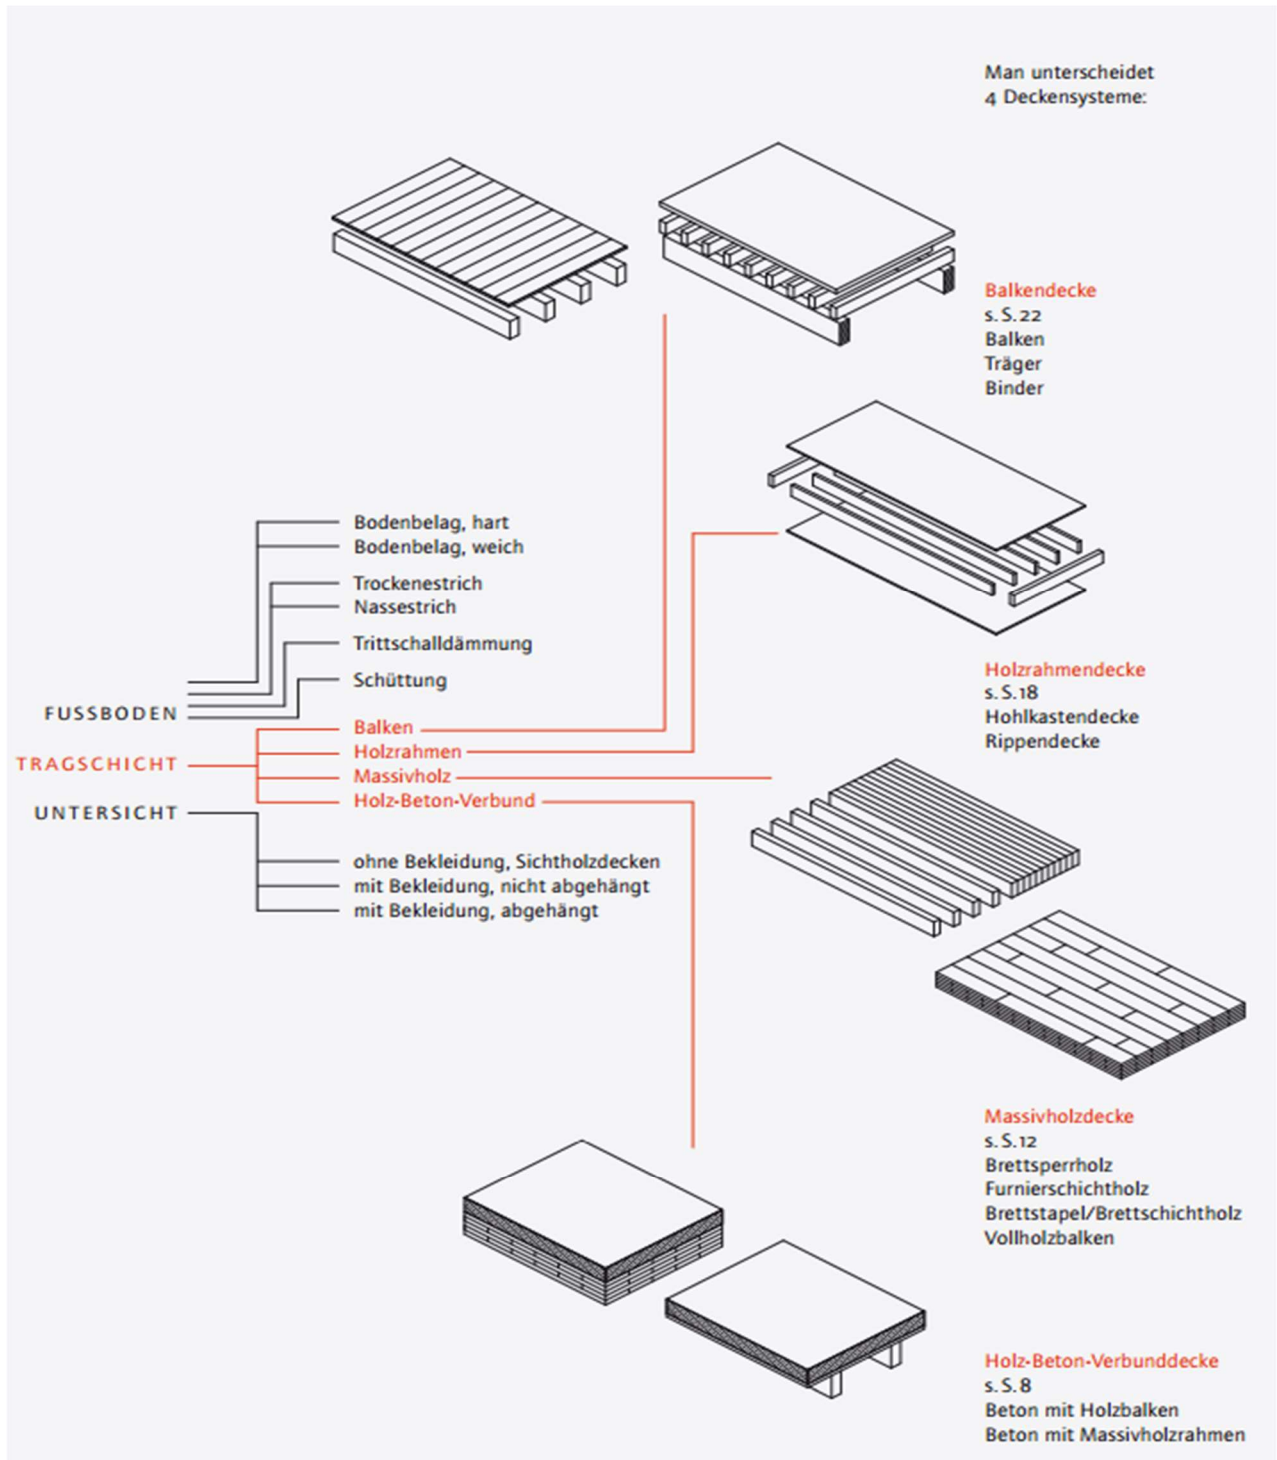 Man unterscheidet
4 Deckensysteme:
Balkendecke
s. S. 22
Balken
Träger
Binder
Bodenbelag, hart
Bodenbelag, weich
Trockenestrich
Nassestrich
Trittschalldämmung
Schüttung
FUSSBODEN
Balken
Holzrahmen
TRAGSCHICHT
Massivholz
Holz-Beton-Verbund
UNTERSICHT
ohne Bekleidung, Sichtholzdecken
mit Bekleidung, nicht abgehängt
mit Bekleidung, abgehängt
Holzrahmendecke
s. S. 18
Hohlkastendecke
Rippendecke
Massivholzdecke
s. S. 12
Brettsperrholz
Furnierschichtholz
Brettstapel/Brettschichtholz
Vollholzbalken
Holz-Beton-Verbunddecke
s. S. 8
Beton mit Holzbalken
Beton mit Massivholzrahmen